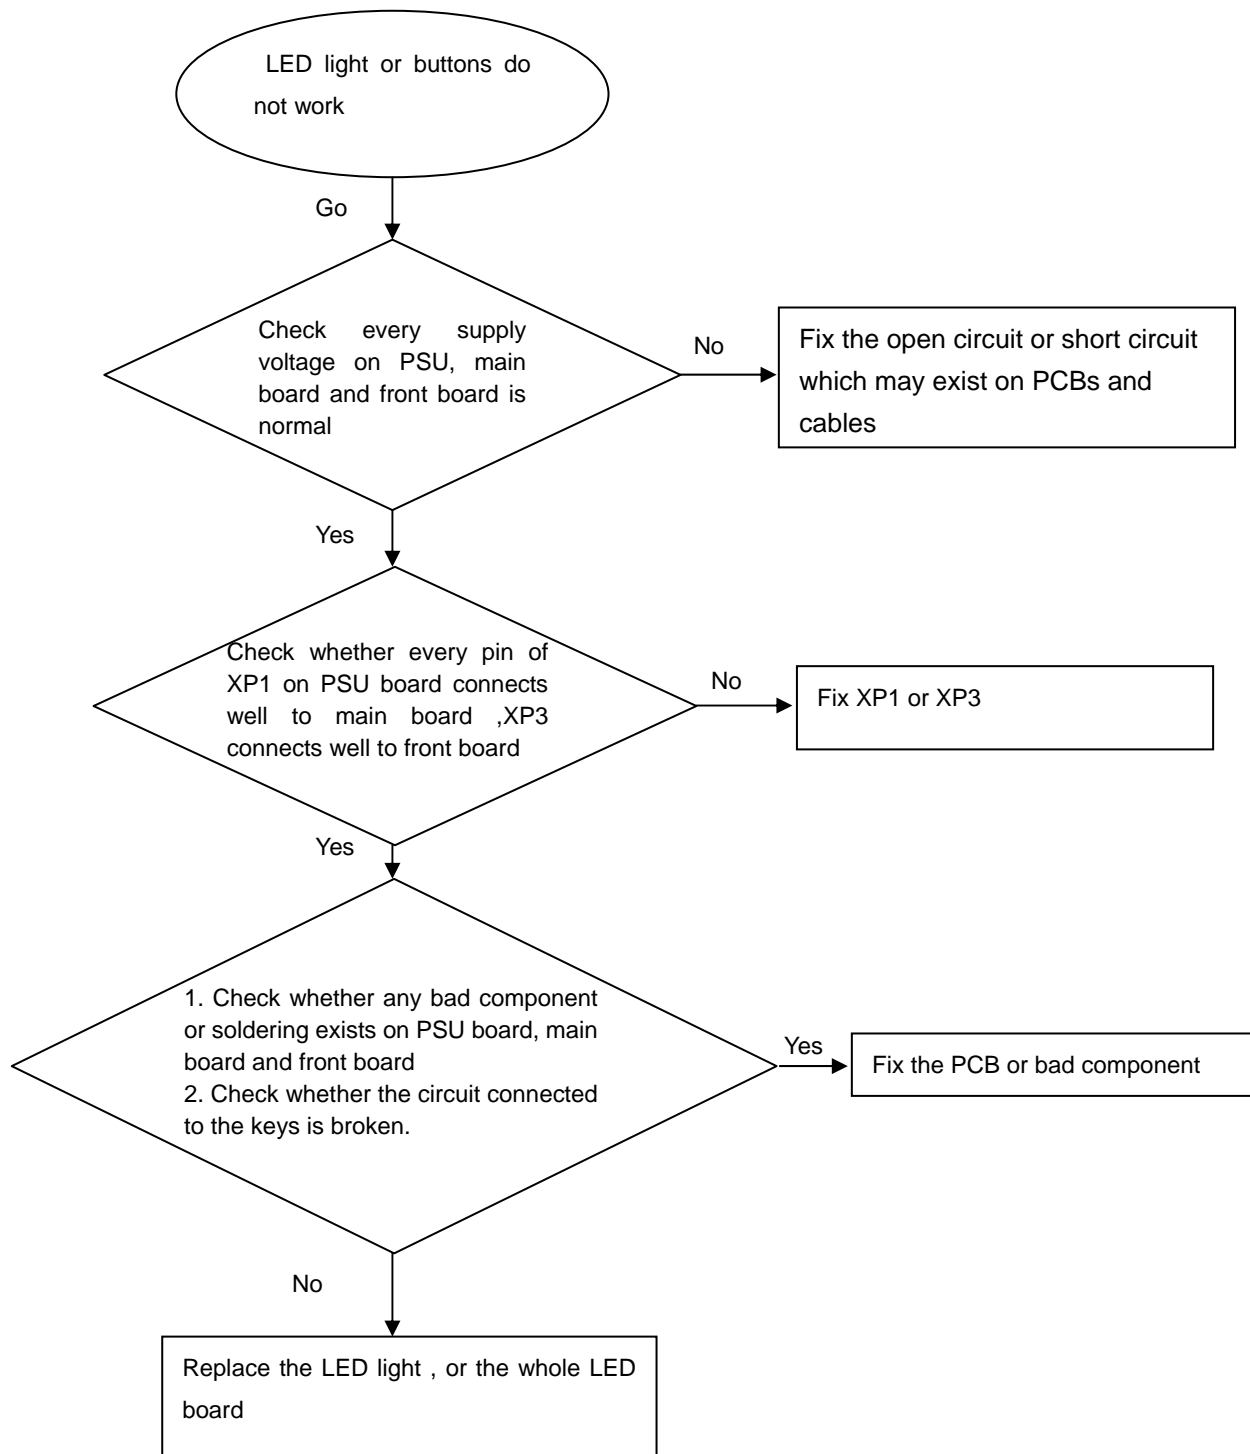 LED light or buttons do
not work
Go
Check every supply
voltage on PSU, main
board and front board is
normal
No
Fix the open circuit or short circuit
which may exist on PCBs and
cables
Yes
Check whether every pin of
XP1 on PSU board connects
well to main board ,XP3
connects well to front board
No
Fix XP1 or XP3
Yes
1. Check whether any bad component
or soldering exists on PSU board, main
board and front board
2. Check whether the circuit connected
to the keys is broken.
Yes
Fix the PCB or bad component
No
Replace the LED light , or the whole LED
board